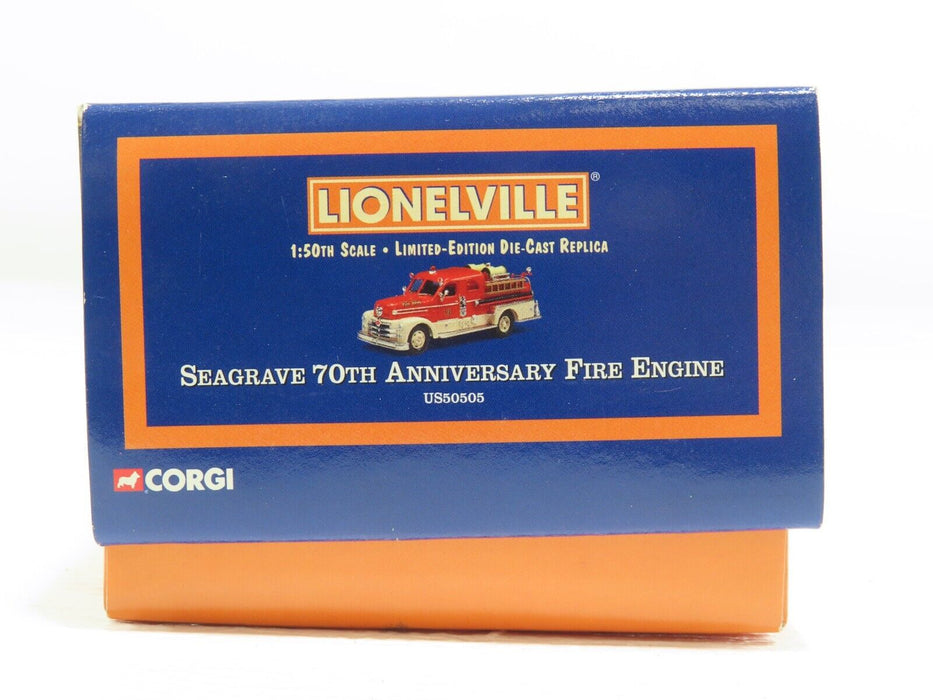 LIONELVILLE®
1:50TH SCALE • LIMITED-EDITION DIE-CAST REPLICA
SEAGRAVE 70TH ANNIVERSARY FIRE ENGINE
US50505
CORGI